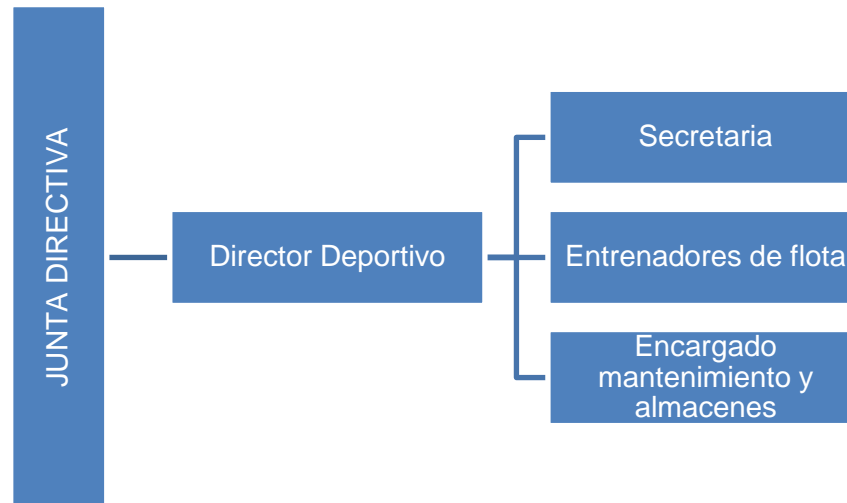 JUNTA DIRECTIVA
Director Deportivo
Secretaria
Entrenadores de flota
Encargado
mantenimiento y
almacenes